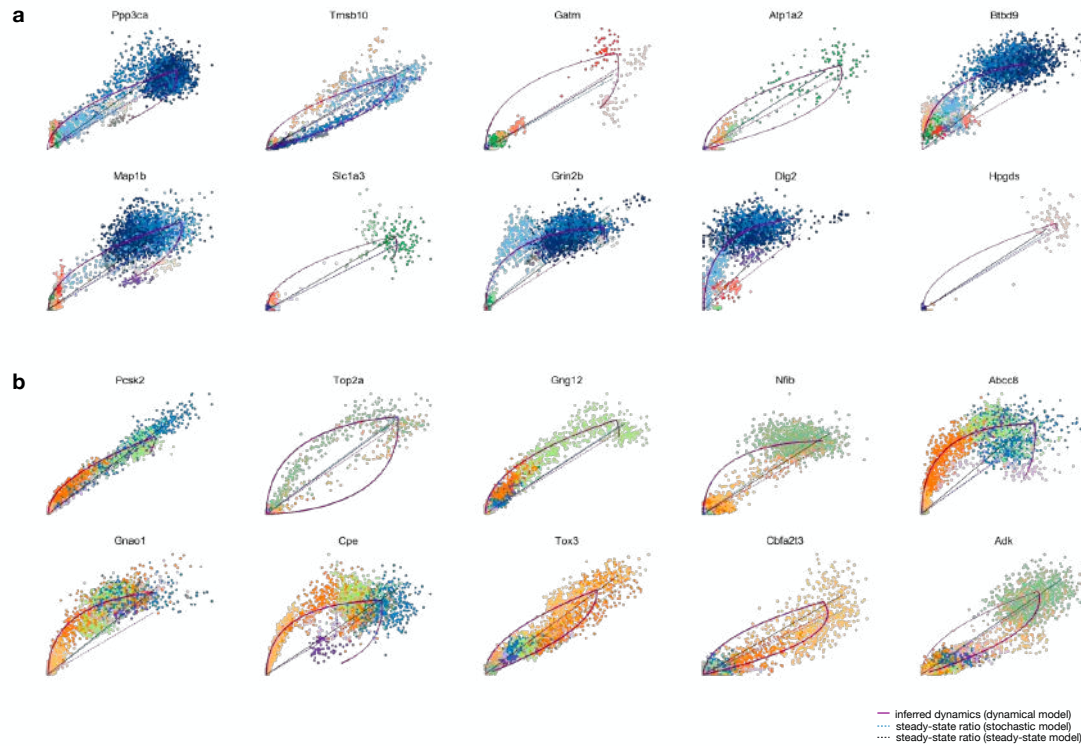 a
Ppp3ca Tmsb10 Gatm Atp1a2 Btbd9
Map1b Slc1a3 Grin2b Dlg2 Hpgds
b
Pcsk2 Top2a Gng12 Nfib Abcc8
Gnao1 Cpe Tox3 Cbfa2t3 Adk
inferred dynamics (dynamical model)
steady-state ratio (stochastic model)
steady-state ratio (steady-state model)